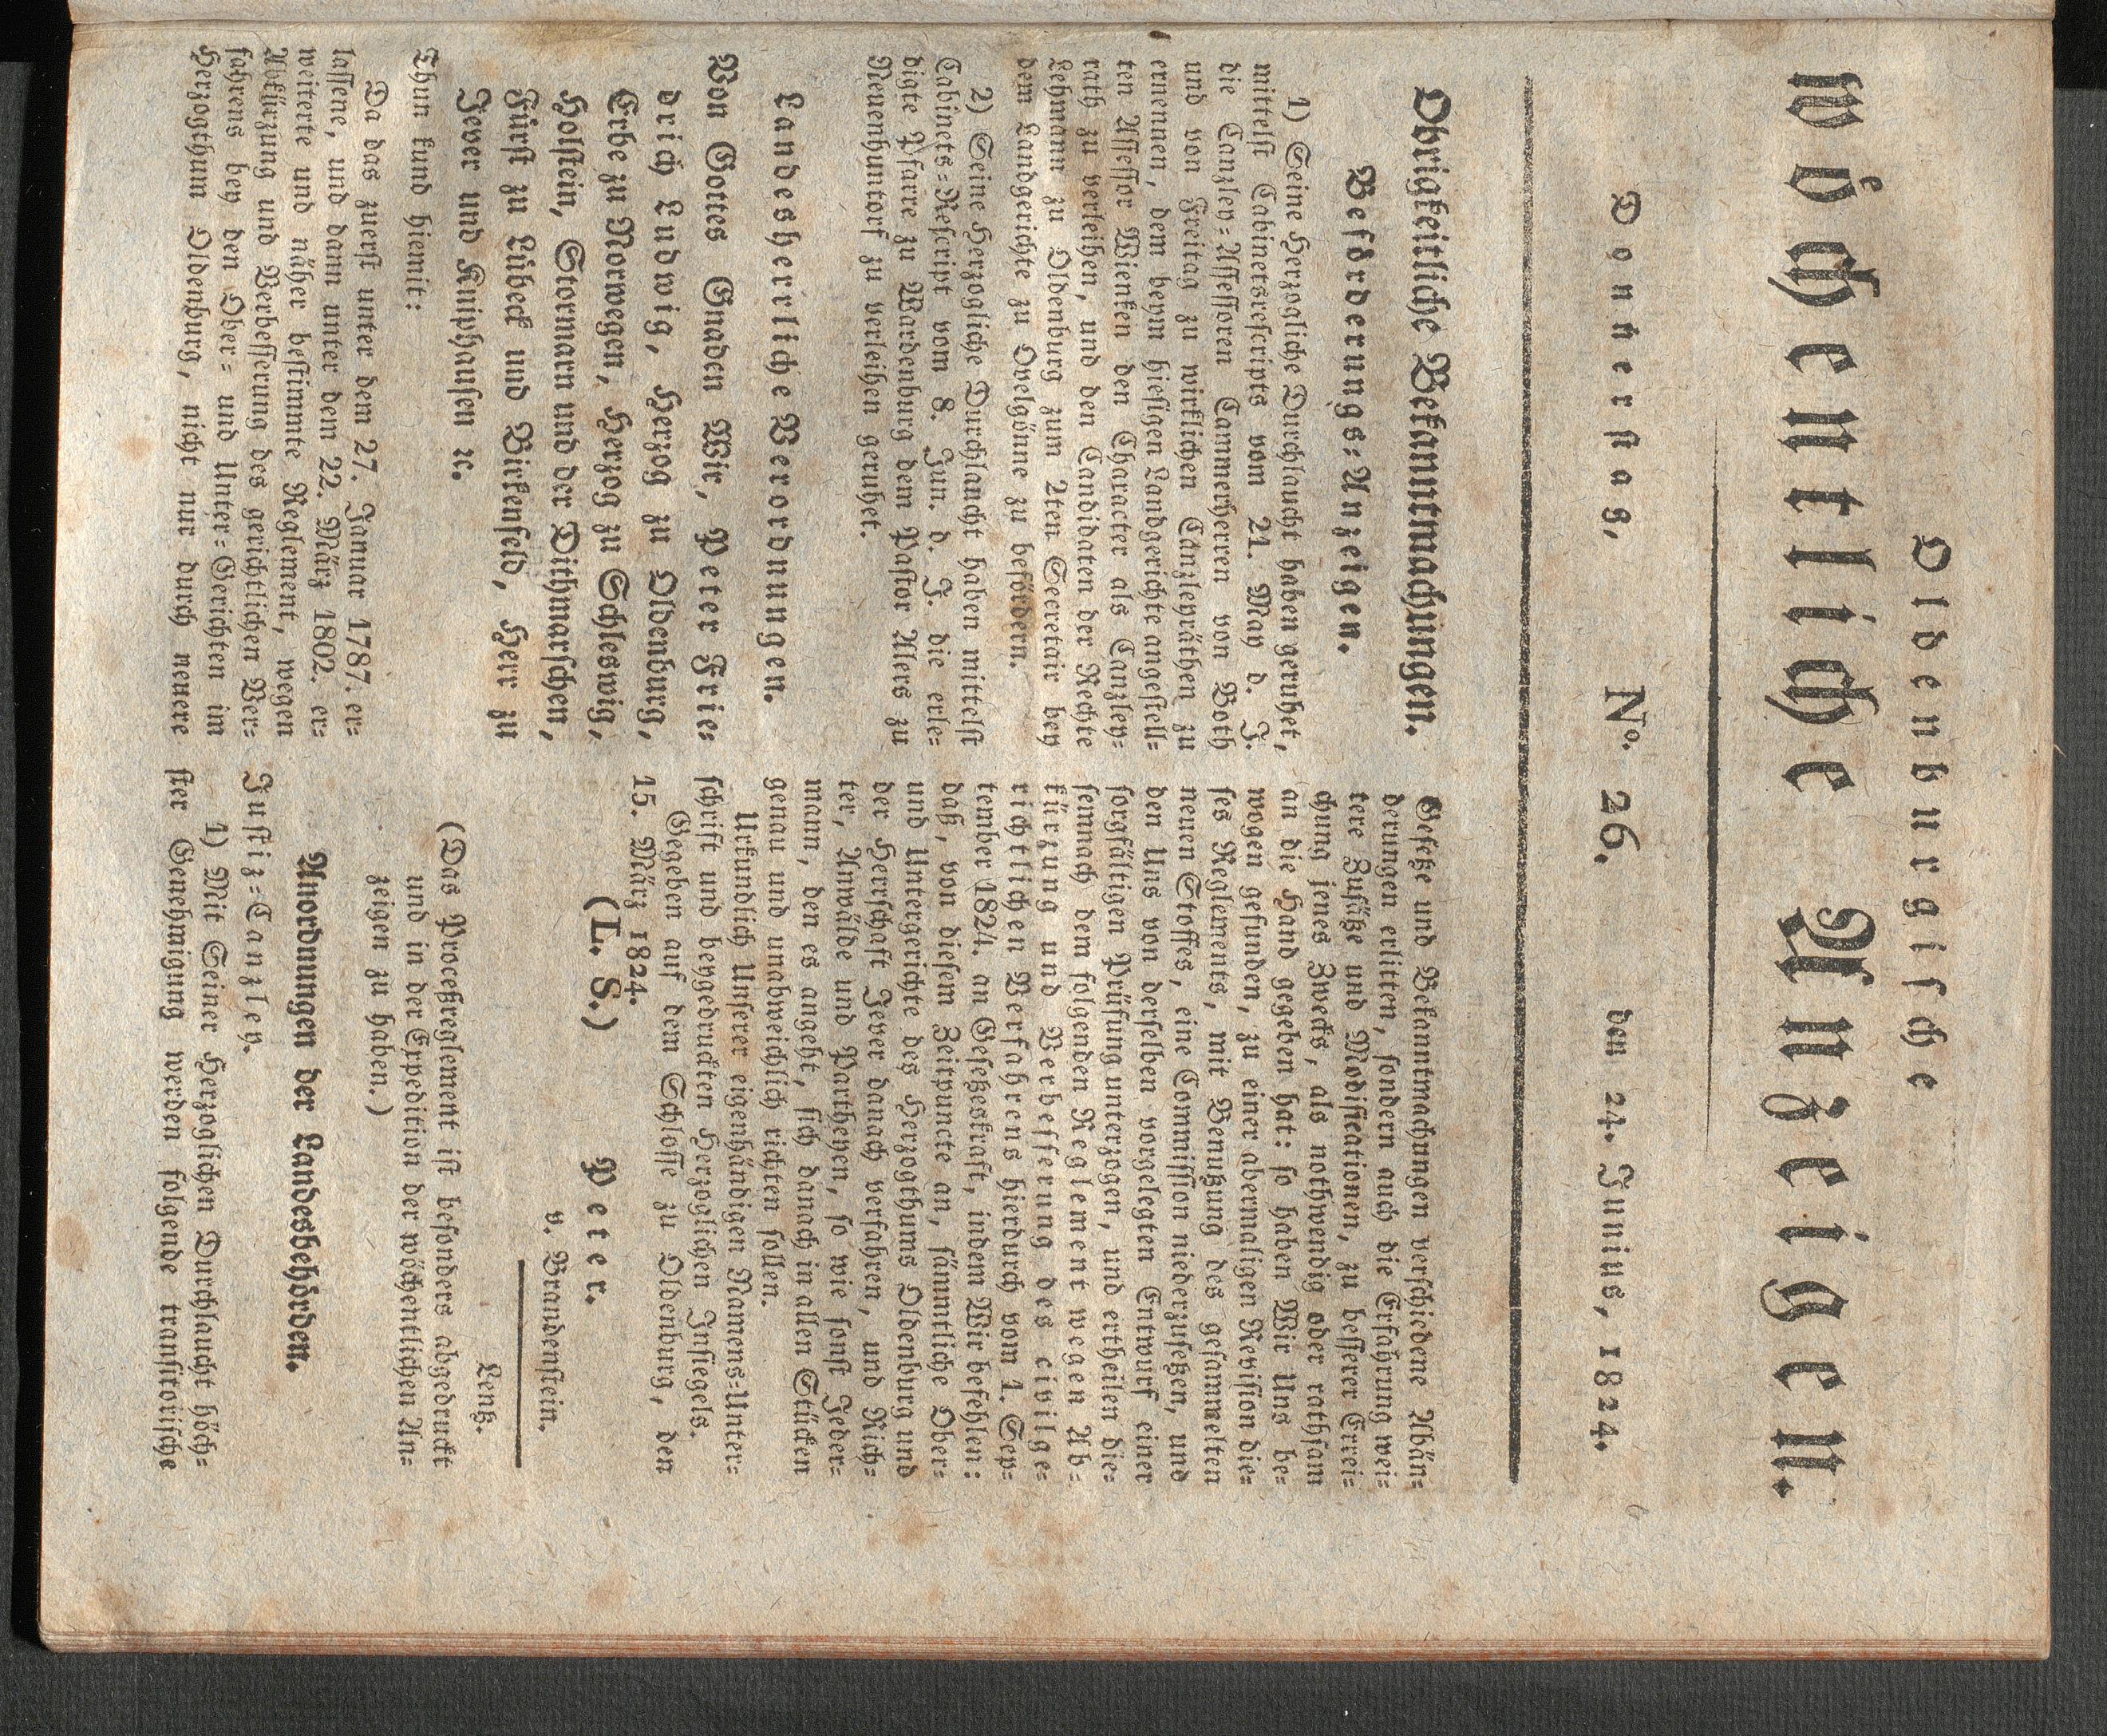 Oldenburgische
wöchentliche Anzeigen.
Donnerstag, No. 26. den 24. Junius, 1824.
Obrigkeitliche Bekanntmachungen.
Beförderungs-Anzeigen.
1) Seine Herzogliche Durchlaucht haben geruhet,
mittelst Cabinetsrescripts vom 21. May d. J.
die Canzley-Assessoren Cammerherren von Both
und von Freitag zu wirklichen Canzleyräthen zu
ernennen, dem beym hiesigen Landgerichte angestell-
ten Assessor Wienken den Character als Canzley-
rath zu verleihen, und den Candidaten der Rechte
Lehmann zu Oldenburg zum 2ten Secretair bey
dem Landgerichte zu Ovelgönne zu befördern.
2) Seine Herzogliche Durchlaucht haben mittelst
Cabinets-Rescript vom 8. Jun. d. J. die erle-
digte Pfarre zu Wardenburg dem Pastor Alers zu
Neuenhuntorf zu verleihen geruhet.
Landesherrliche Verordnungen.
Von Gottes Gnaden Wir, Peter Frie-
drich Ludwig, Herzog zu Oldenburg,
Erbe zu Norwegen, Herzog zu Schleswig,
Holstein, Stormarn und der Dithmarschen,
Fürst zu Lübeck und Birkenfeld, Herr zu
Jever und Kniphausen ꝛc.
Thun kund hiemit:
Da das zuerst unter dem 27. Januar 1787. er-
lassene, und dann unter dem 22. März 1802. er-
weiterte und näher bestimmte Reglement, wegen
Abkürzung und Verbesserung des gerichtlichen Ver-
fahrens bey den Ober- und Unter-Gerichten im
Herzogthum Oldenburg, nicht nur durch neuere
Gesetze und Bekanntmachungen verschiedene Abän-
derungen erlitten, sondern auch die Erfahrung wei-
tere Zusätze und Modificationen, zu besserer Errei-
chung jenes Zwecks, als nothwendig oder rathsam
an die Hand gegeben hat: so haben Wir Uns be-
wogen gefunden, zu einer abermaligen Revision die-
ses Reglements, mit Benutzung des gesammelten
neuen Stoffes, eine Commission niederzusetzen, und
den Uns von derselben vorgelegten Entwurf einer
sorgfältigen Prüfung unterzogen, und ertheilen die-
semnach dem folgenden Reglement wegen Ab-
kürzung und Verbesserung des civilge-
richtlichen Verfahrens hierdurch vom 1. Sep-
tember 1824. an Gesetzeskraft, indem Wir befehlen:
daß, von diesem Zeitpuncte an, sämmtliche Ober-
und Untergerichte des Herzogthums Oldenburg und
der Herrschaft Jever danach verfahren, und Rich-
ter, Anwälde und Partheyen, so wie sonst Jeder-
mann, den es angeht, sich danach in allen Stücken
genau und unabweichlich richten sollen.
Urkundlich Unserer eigenhändigen Namens-Unter-
schrift und beygedruckten Herzoglichen Insiegels.
Gegeben auf dem Schlosse zu Oldenburg, den
15. März 1824.
(L. S.) Peter.
v. Brandenstein.
Lentz.
(Das Proceßreglement ist besonders abgedruckt
und in der Expedition der wöchentlichen An-
zeigen zu haben.)
Anordnungen der Landesbehörden.
Justiz-Canzley.
1) Mit Seiner Herzoglichen Durchlaucht höch-
ster Genehmigung werden folgende transitorische